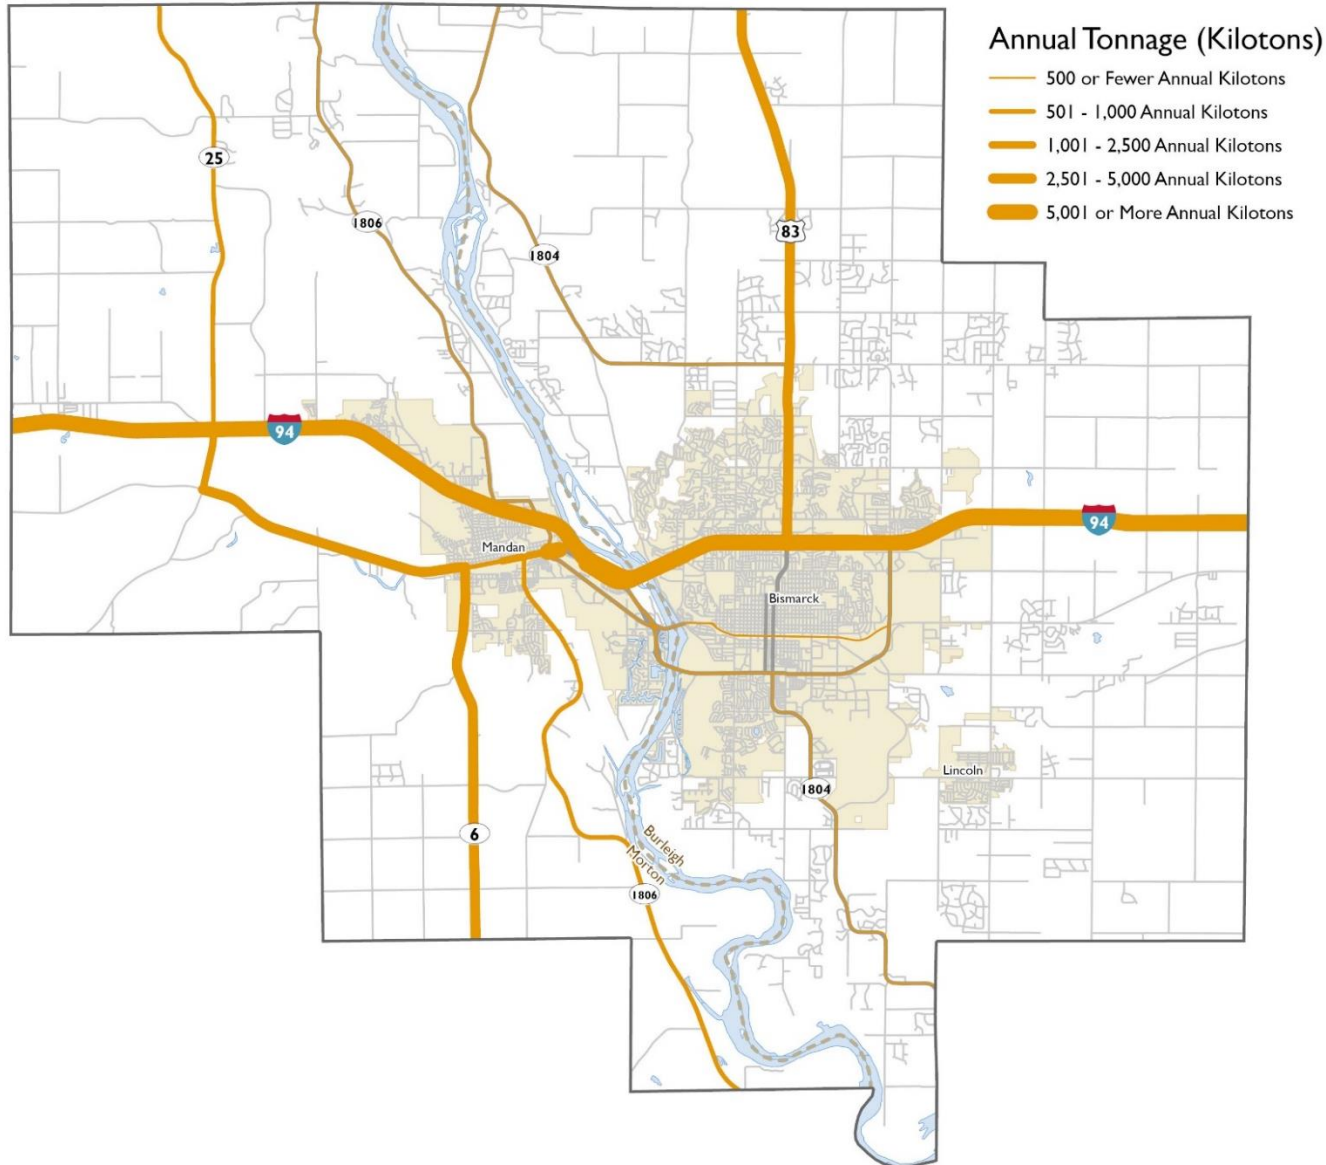 Annual Tonnage (Kilotons)
500 or Fewer Annual Kilotons
501 - 1,000 Annual Kilotons
1,001 - 2,500 Annual Kilotons
2,501 - 5,000 Annual Kilotons
5,001 or More Annual Kilotons
25
1806
1804
83
94
94
Mandan
Bismarck
Lincoln
1804
6
Burleigh
Morton
1806